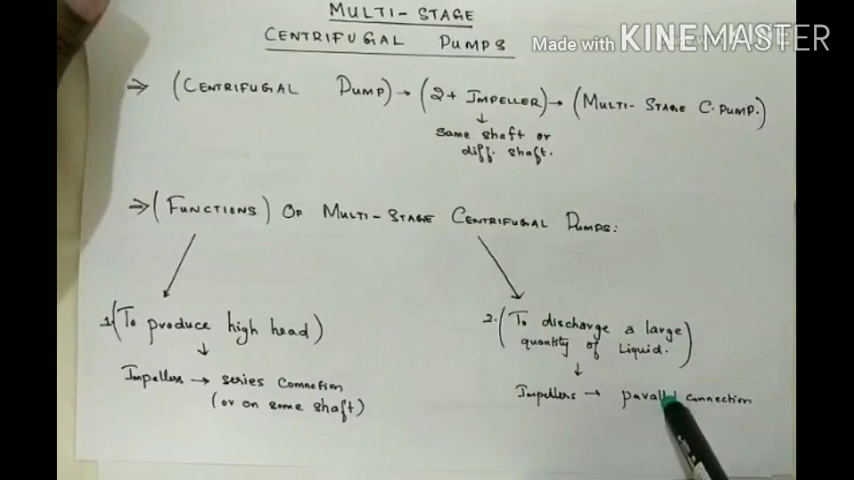 MULTI-STAGE
CENTRIFUGAL PUMPS
Made with KINEMASTER
⇒ (CENTRIFUGAL PUMP) → (2+ IMPELLER) → (MULTI-STAGE C.PUMP.)
↓
Same shaft or
diff. shaft.
⇒ (FUNCTIONS) OF MULTI-STAGE CENTRIFUGAL PUMPS:
1. (To produce high head)
↓
Impellers → series connection
(or on same shaft)
2. (To discharge a large
quantity of Liquid.)
↓
Impellers → parallel connection